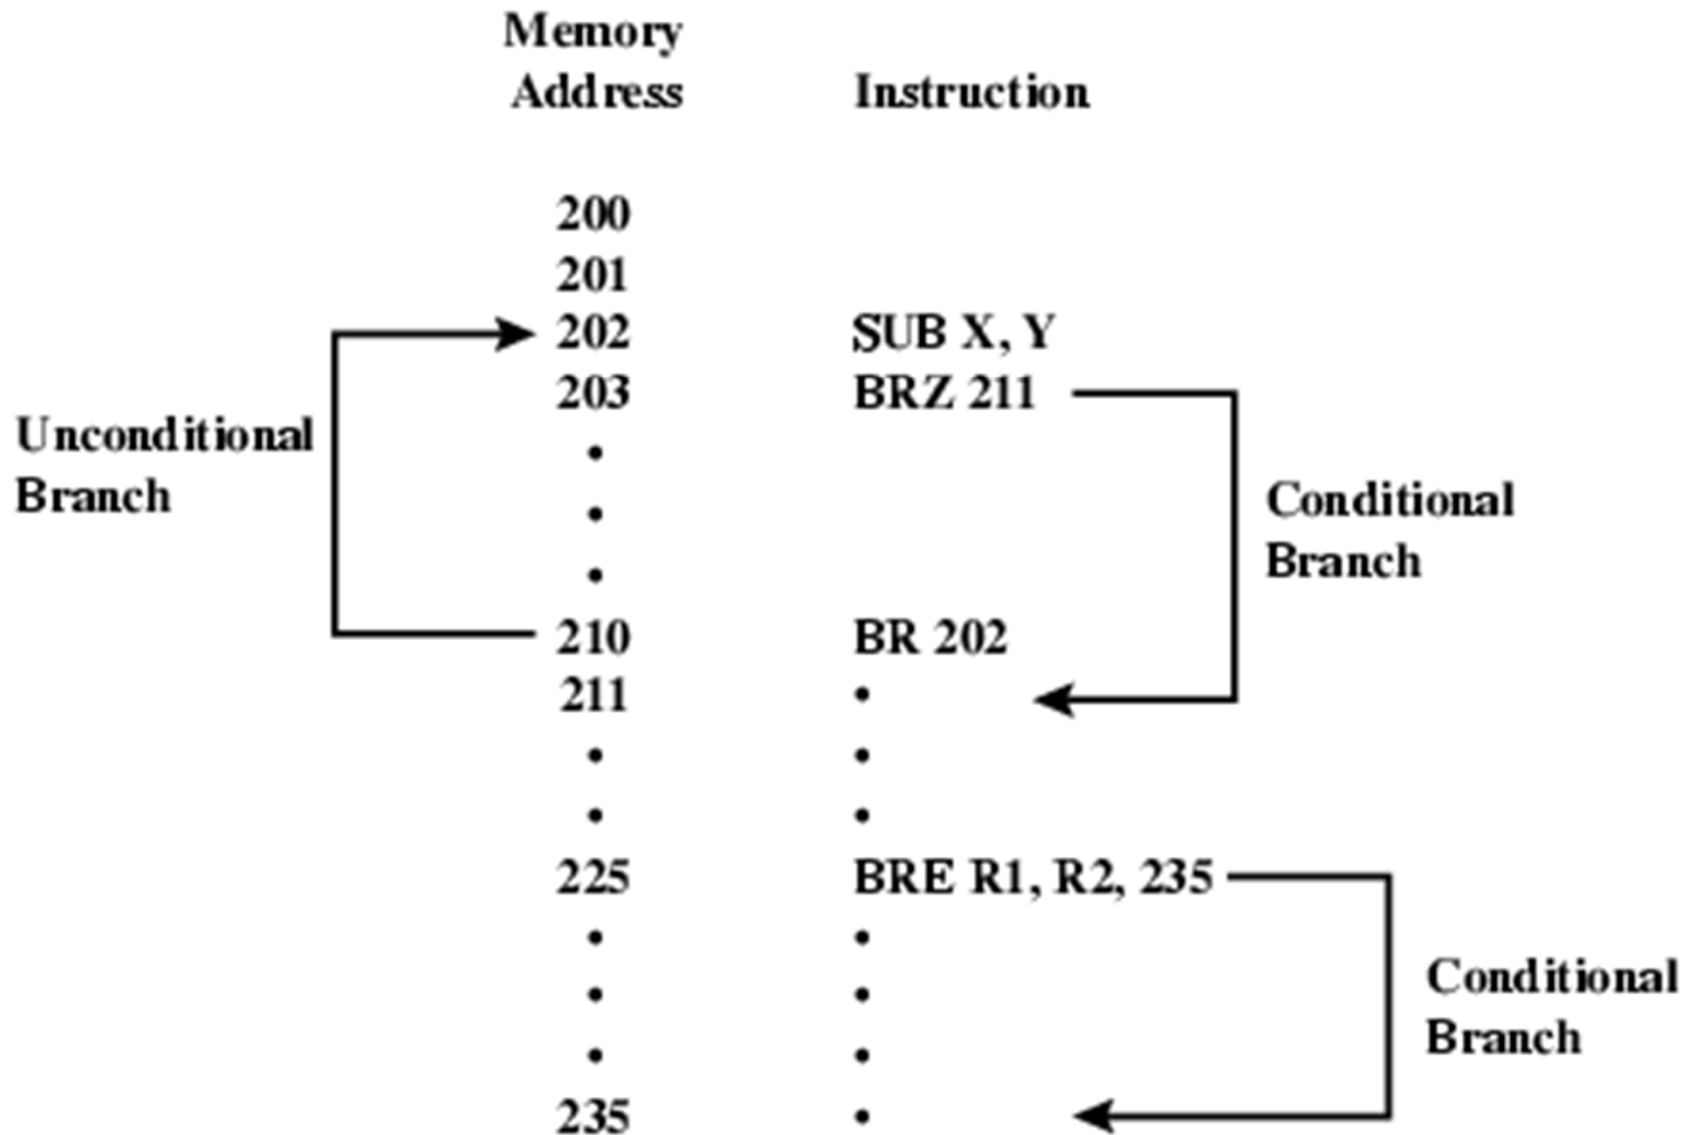 Memory
Address Instruction
200
201
202 SUB X, Y
203 BRZ 211
Unconditional
Branch
Conditional
Branch
210 BR 202
211
225 BRE R1, R2, 235
Conditional
Branch
235